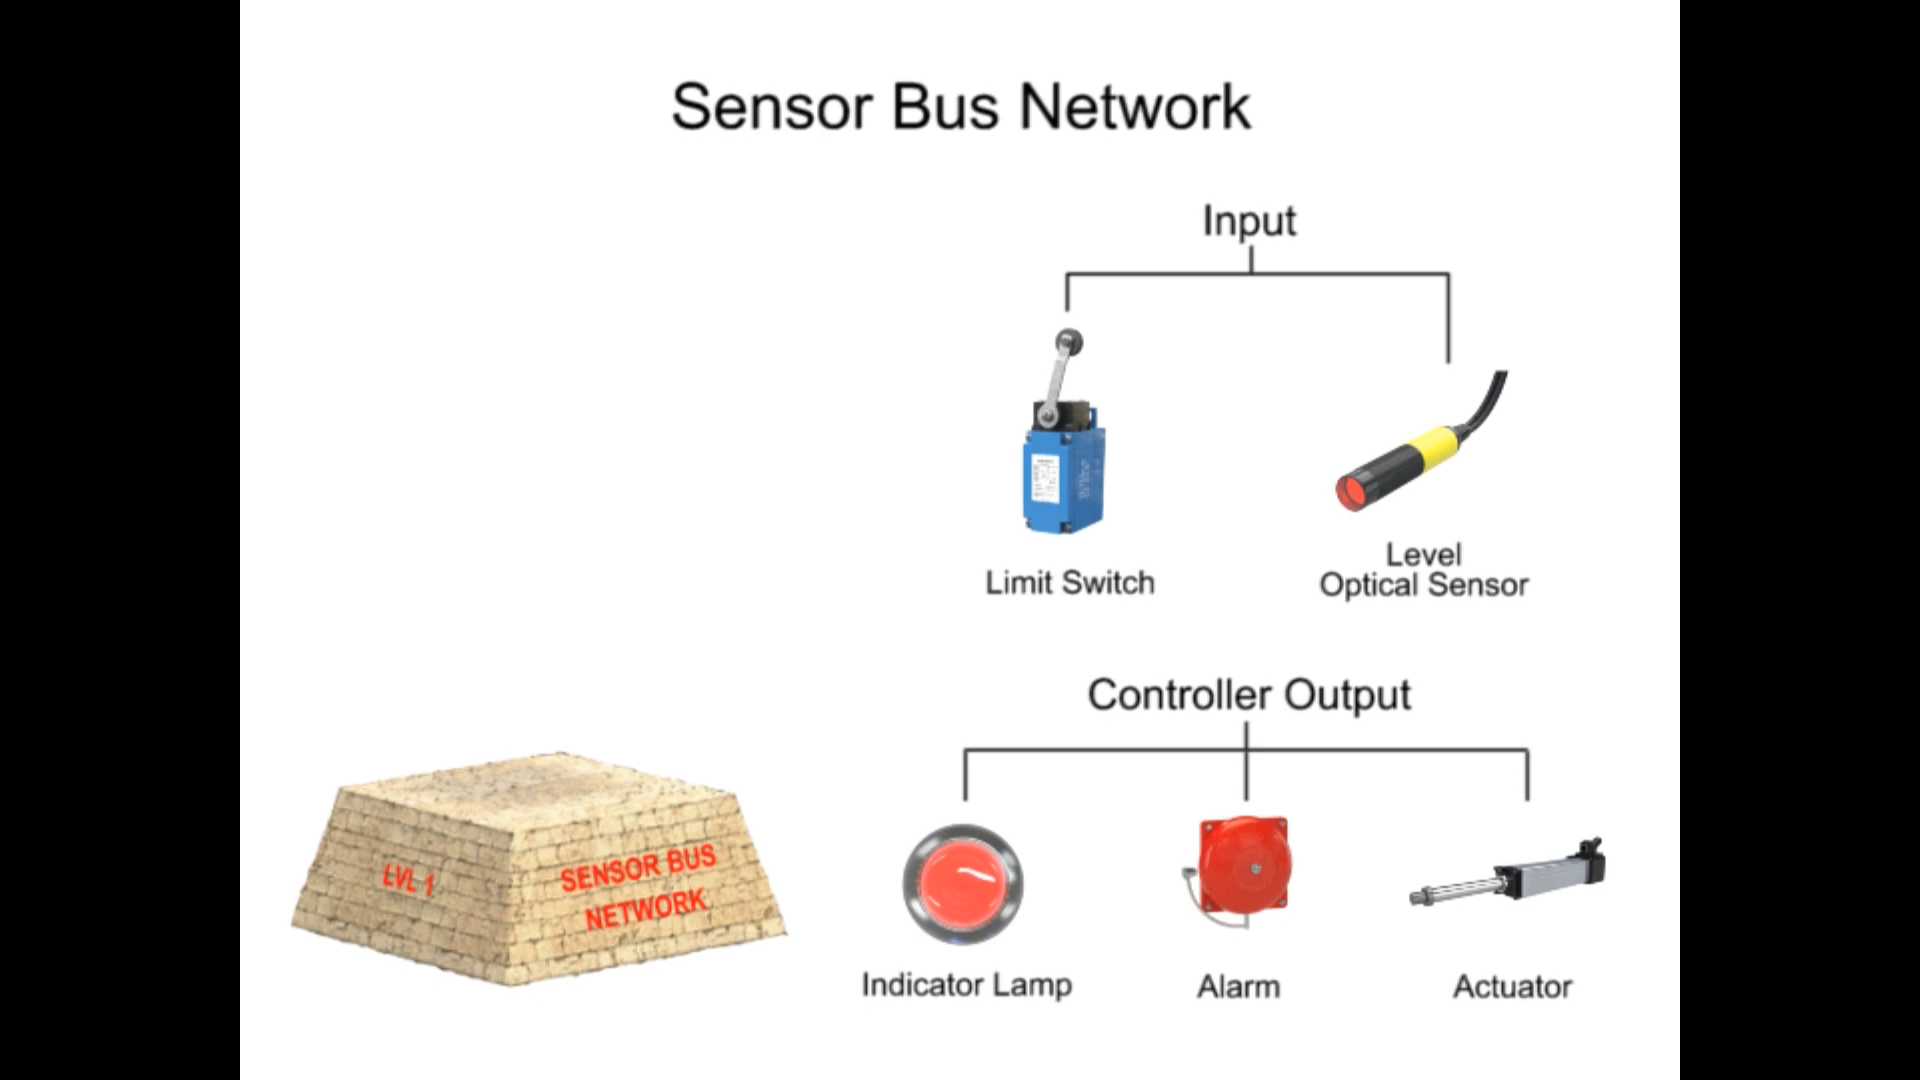 Sensor Bus Network
Input
Limit Switch
Level
Optical Sensor
Controller Output
Indicator Lamp
Alarm
Actuator
LVL 1
SENSOR BUS
NETWORK